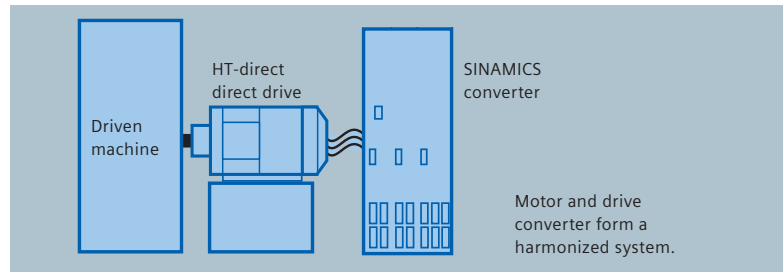 HT-direct
direct drive
SINAMICS
converter
Driven
machine
Motor and drive
converter form a
harmonized system.